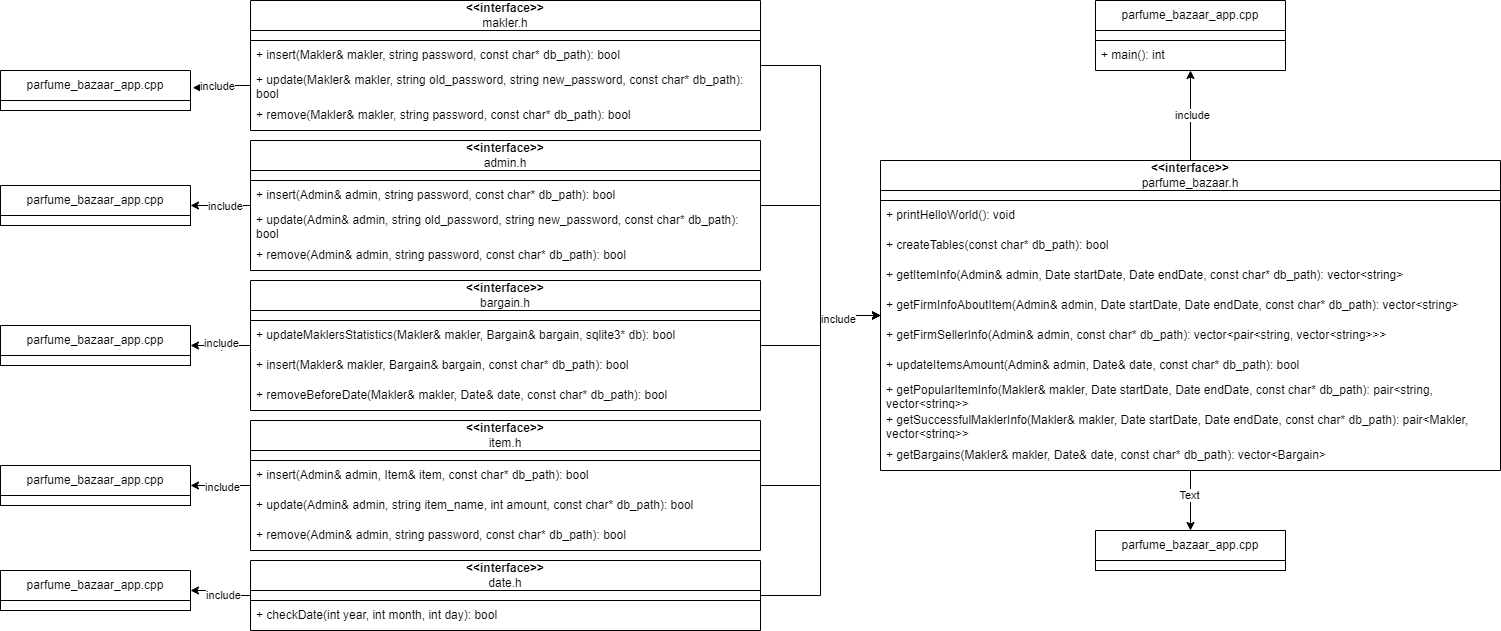 <<interface>>
makler.h
+ insert(Makler& makler, string password, const char* db_path): bool
+ update(Makler& makler, string old_password, string new_password, const char* db_path):
bool
+ remove(Makler& makler, string password, const char* db_path): bool
parfume_bazaar_app.cpp
include
<<interface>>
admin.h
+ insert(Admin& admin, string password, const char* db_path): bool
+ update(Admin& admin, string old_password, string new_password, const char* db_path):
bool
+ remove(Admin& admin, string password, const char* db_path): bool
parfume_bazaar_app.cpp
include
<<interface>>
bargain.h
+ updateMaklersStatistics(Makler& makler, Bargain& bargain, sqlite3* db): bool
+ insert(Makler& makler, Bargain& bargain, const char* db_path): bool
+ removeBeforeDate(Makler& makler, Date& date, const char* db_path): bool
parfume_bazaar_app.cpp
include
<<interface>>
item.h
+ insert(Admin& admin, Item& item, const char* db_path): bool
+ update(Admin& admin, string item_name, int amount, const char* db_path): bool
+ remove(Admin& admin, string password, const char* db_path): bool
parfume_bazaar_app.cpp
include
<<interface>>
date.h
+ checkDate(int year, int month, int day): bool
parfume_bazaar_app.cpp
include
include
parfume_bazaar_app.cpp
+ main(): int
include
<<interface>>
parfume_bazaar.h
+ printHelloWorld(): void
+ createTables(const char* db_path): bool
+ getItemInfo(Admin& admin, Date startDate, Date endDate, const char* db_path): vector<string>
+ getFirmInfoAboutItem(Admin& admin, Date startDate, Date endDate, const char* db_path): vector<string>
+ getFirmSellerInfo(Admin& admin, const char* db_path): vector<pair<string, vector<string>>>
+ updateItemsAmount(Admin& admin, Date& date, const char* db_path): bool
+ getPopularItemInfo(Makler& makler, Date startDate, Date endDate, const char* db_path): pair<string,
vector<string>>
+ getSuccessfulMaklerInfo(Makler& makler, Date startDate, Date endDate, const char* db_path): pair<Makler,
vector<string>>
+ getBargains(Makler& makler, Date& date, const char* db_path): vector<Bargain>
Text
parfume_bazaar_app.cpp